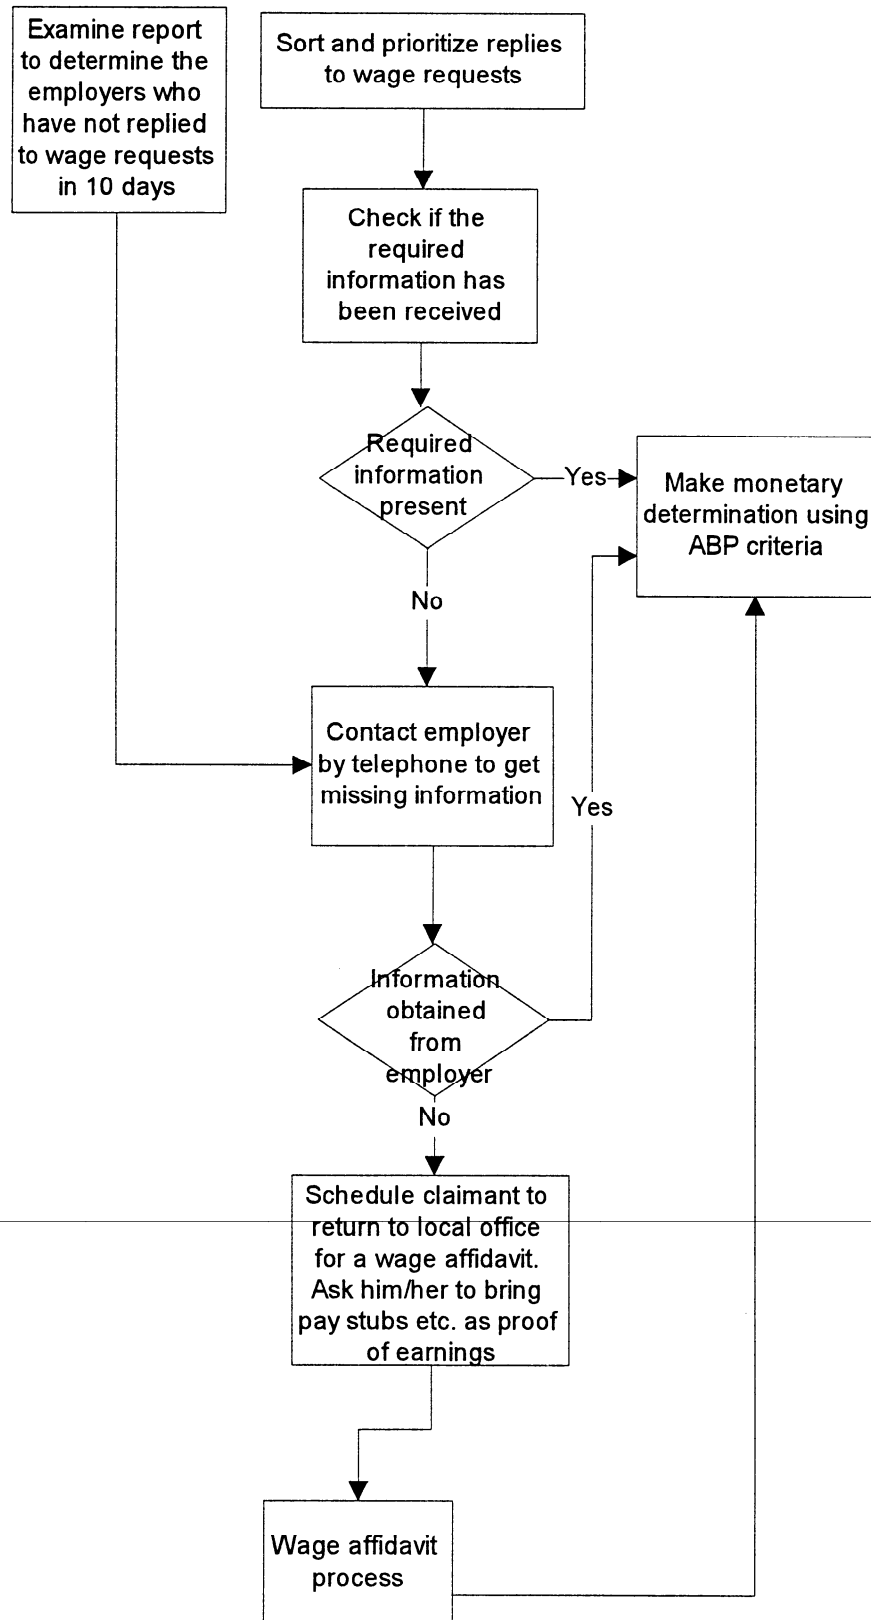 Examine report
to determine the
employers who
have not replied
to wage requests
in 10 days
Sort and prioritize replies
to wage requests
Check if the
required
information has
been received
Required
information
present
Yes
Make monetary
determination using
ABP criteria
No
Contact employer
by telephone to get
missing information
Yes
Information
obtained
from
employer
No
Schedule claimant to
return to local office
for a wage affidavit.
Ask him/her to bring
pay stubs etc. as proof
of earnings
Wage affidavit
process